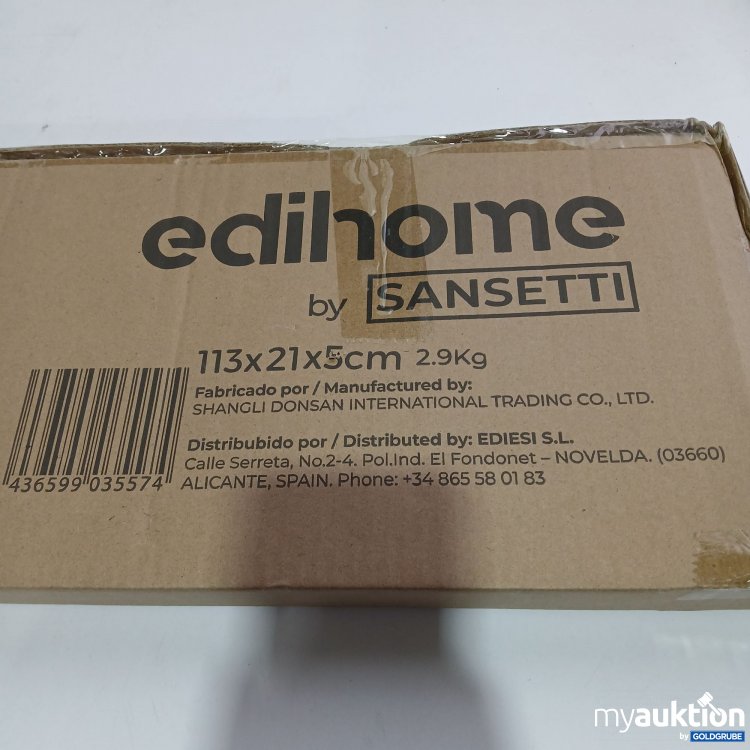 edihome
by SANSETTI
113x21x5cm 2.9Kg
Fabricado por / Manufactured by:
SHANGLI DONSAN INTERNATIONAL TRADING CO., LTD.
Distribubido por / Distributed by: EDIESI S.L.
Calle Serreta, No.2-4. Pol.Ind. El Fondonet – NOVELDA. (03660)
ALICANTE, SPAIN. Phone: +34 865 58 01 83
436599 035574
myauktion
by GOLDGRUBE